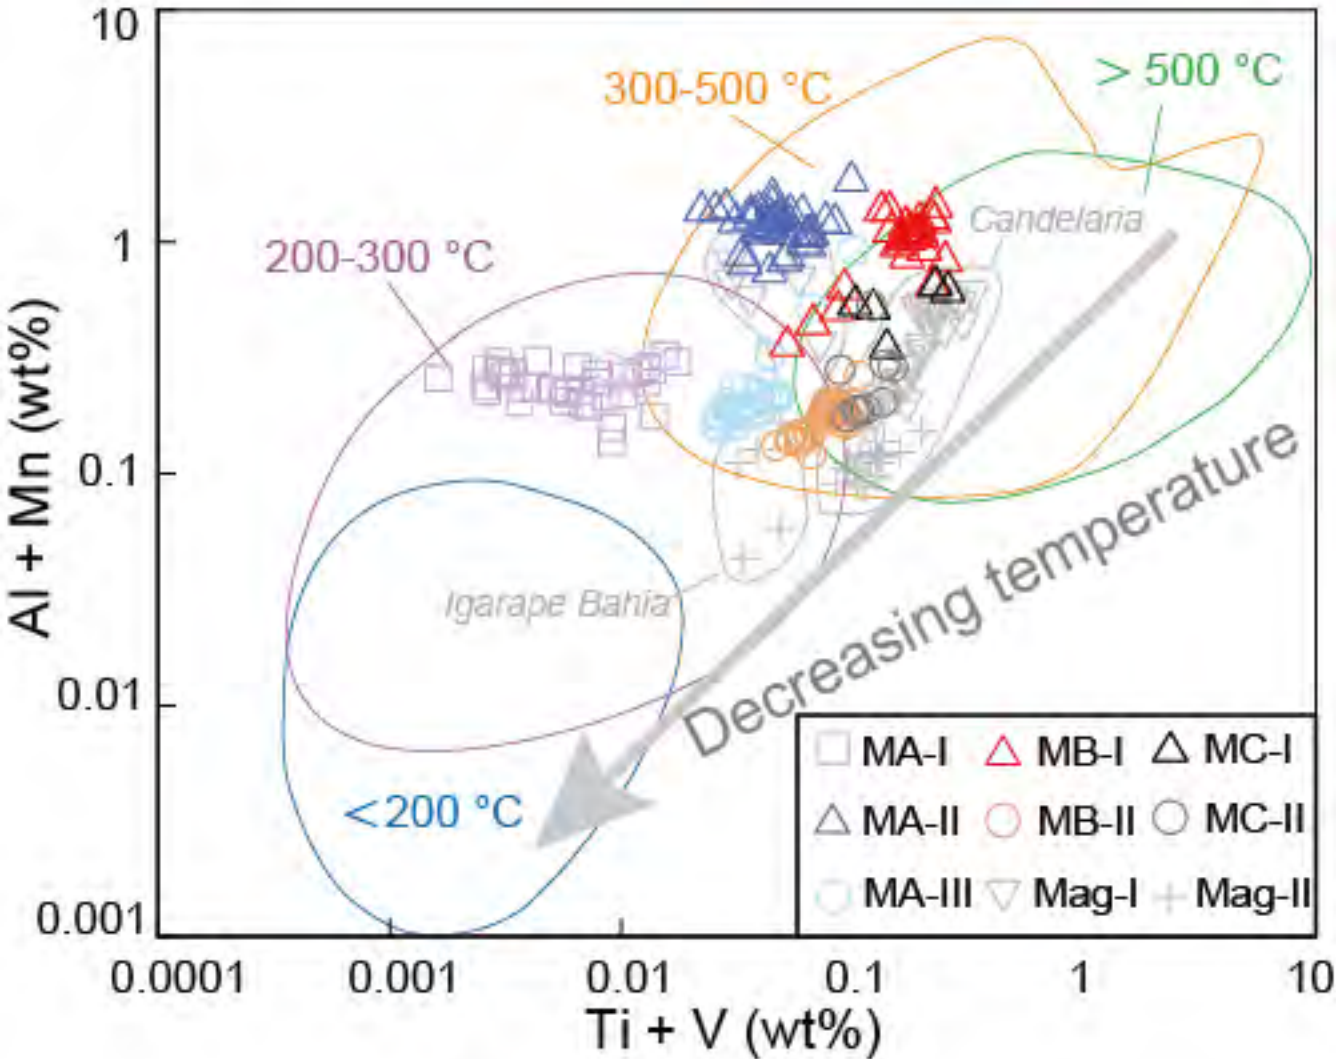 10
> 500 °C
300-500 °C
Candelaria
1
200-300 °C
Al + Mn (wt%)
0.1
Decreasing temperature
Igarape Bahia
0.01
MA-I MB-I MC-I
<200 °C
MA-II MB-II MC-II
MA-III Mag-I Mag-II
0.001
0.0001 0.001 0.01 0.1 1 10
Ti + V (wt%)